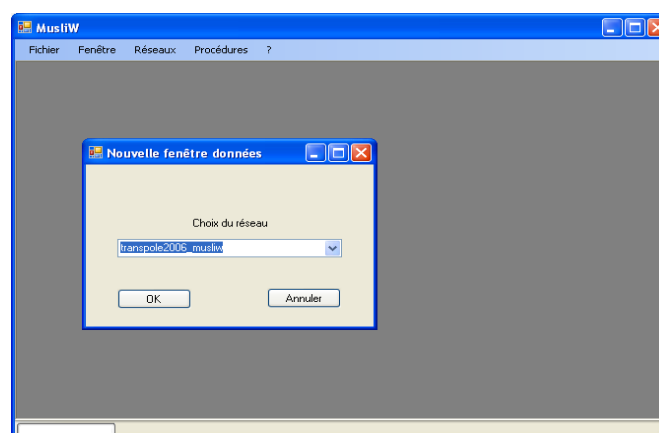 MusliW
Fichier Fenêtre Réseaux Procédures ?
Nouvelle fenêtre données
Choix du réseau
transpole2006_musliw
OK Annuler